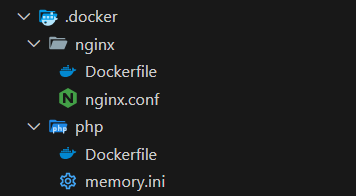 .docker
nginx
Dockerfile
nginx.conf
php
Dockerfile
memory.ini